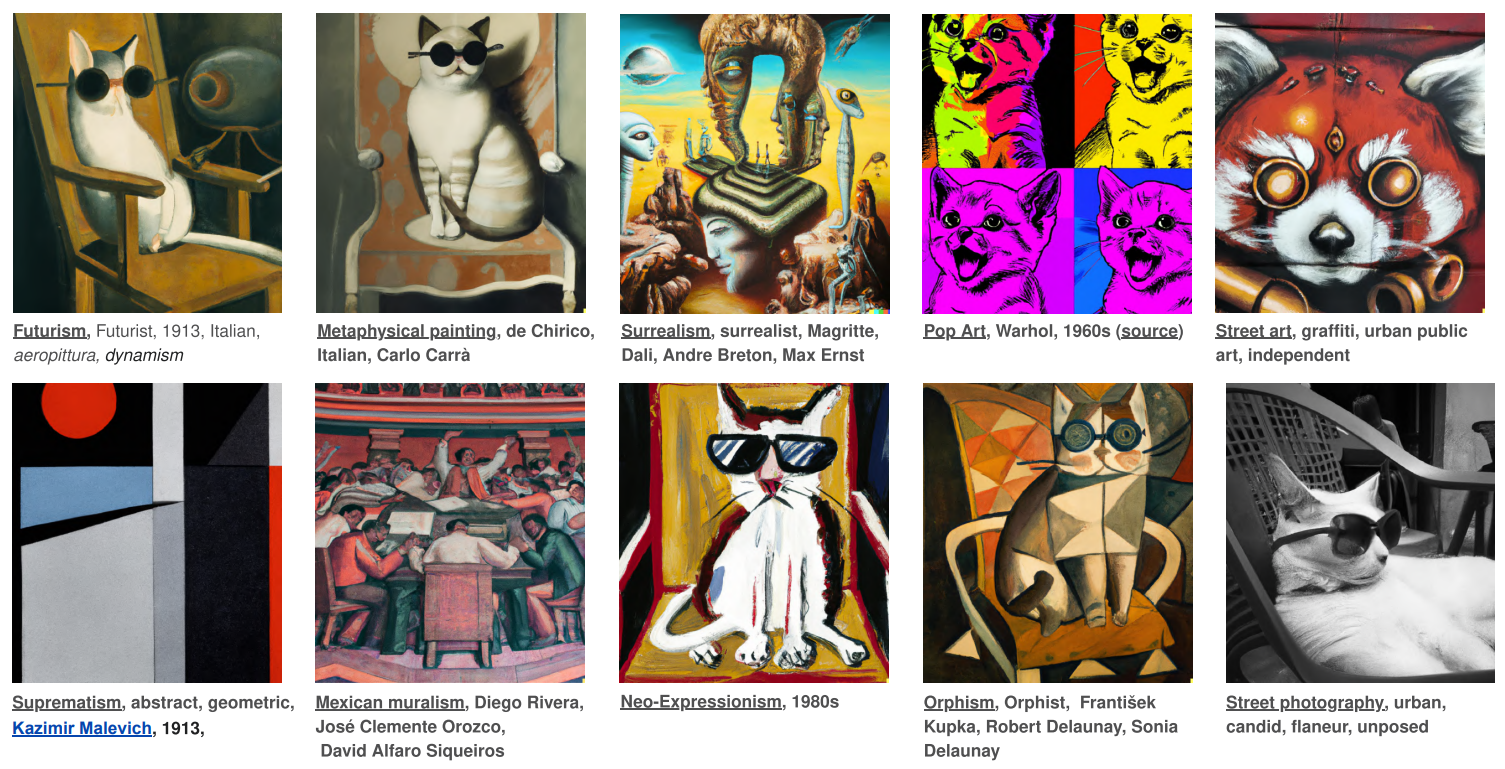 Futurism, Futurist, 1913, Italian,
aeropittura, dynamism
Metaphysical painting, de Chirico,
Italian, Carlo Carrà
Surrealism, surrealist, Magritte,
Dali, Andre Breton, Max Ernst
Pop Art, Warhol, 1960s (source)
Street art, graffiti, urban public
art, independent
Suprematism, abstract, geometric,
Kazimir Malevich, 1913,
Mexican muralism, Diego Rivera,
José Clemente Orozco,
David Alfaro Siqueiros
Neo-Expressionism, 1980s
Orphism, Orphist, František
Kupka, Robert Delaunay, Sonia
Delaunay
Street photography, urban,
candid, flaneur, unposed